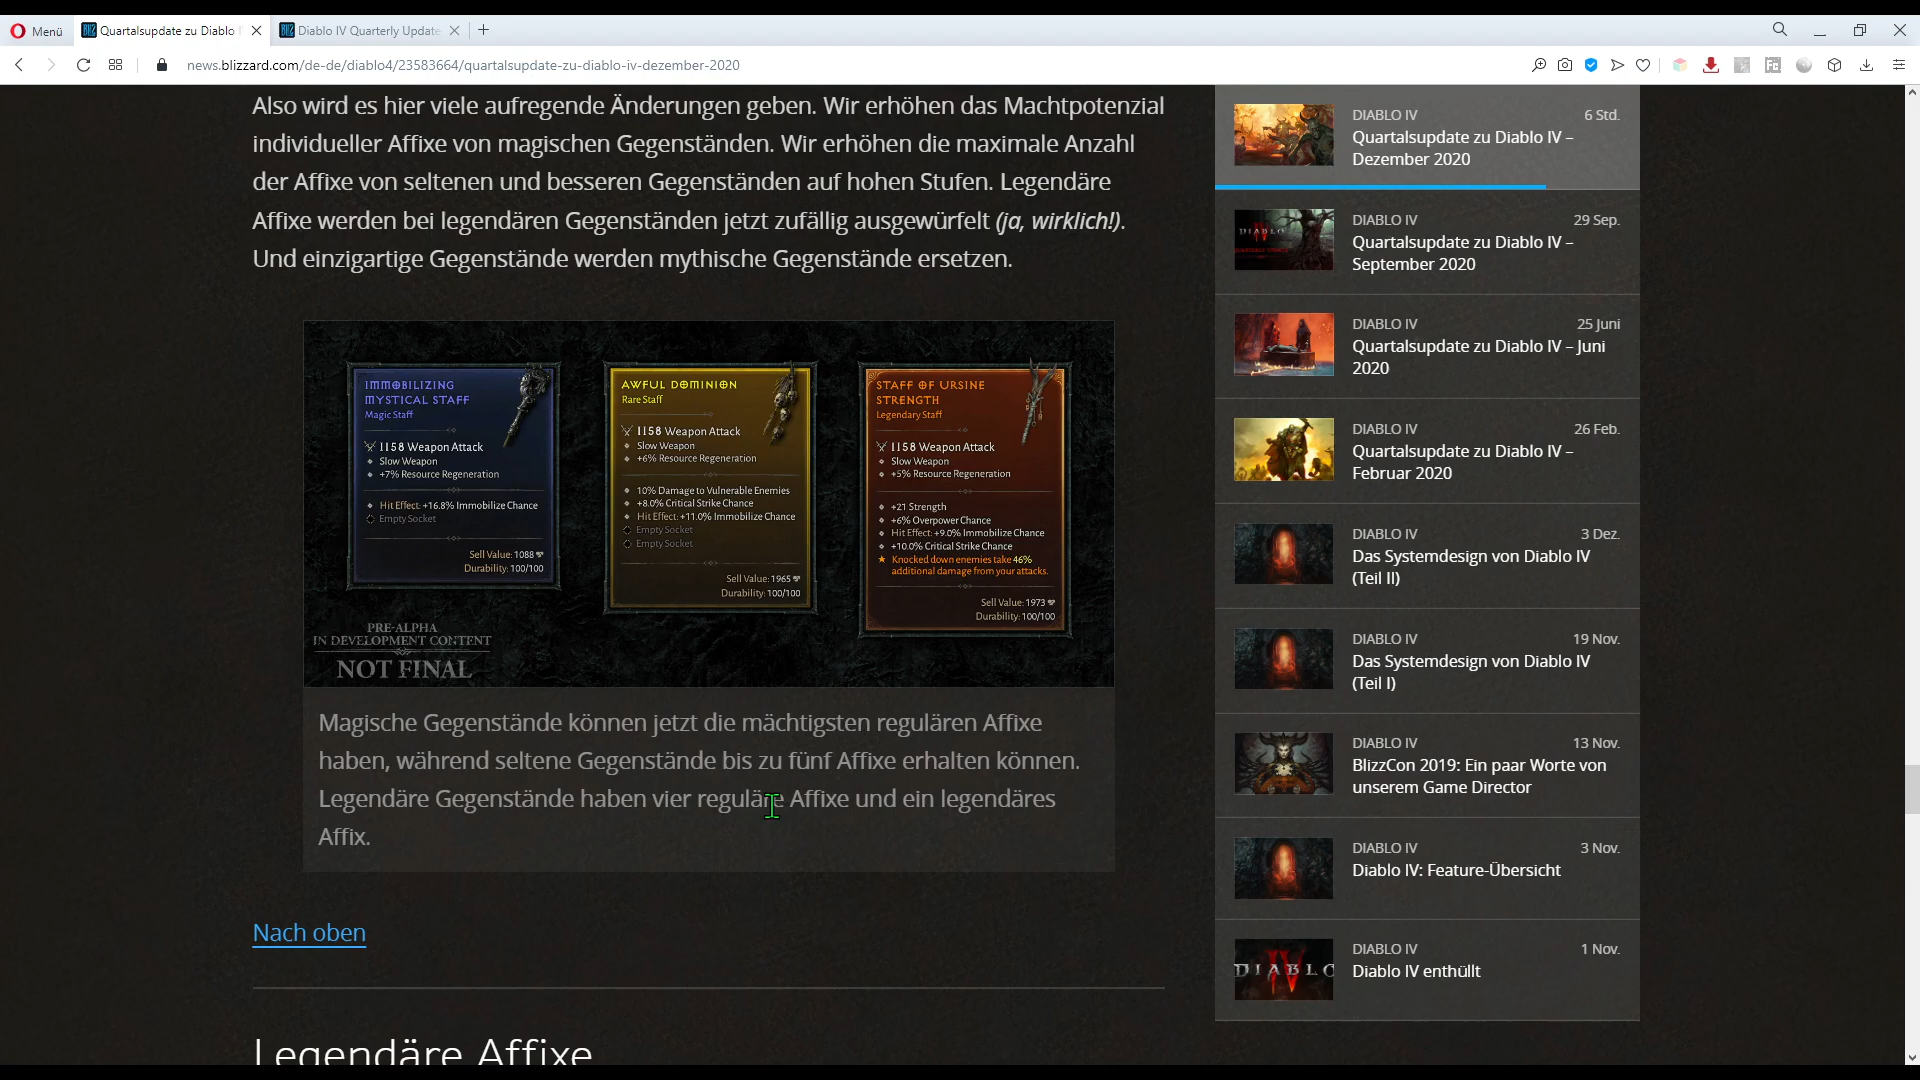 Menü
Quartalsupdate zu Diablo I
Diablo IV Quarterly Update
news.blizzard.com/de-de/diablo4/23583664/quartalsupdate-zu-diablo-iv-dezember-2020
Also wird es hier viele aufregende Änderungen geben. Wir erhöhen das Machtpotenzial
individueller Affixe von magischen Gegenständen. Wir erhöhen die maximale Anzahl
der Affixe von seltenen und besseren Gegenständen auf hohen Stufen. Legendäre
Affixe werden bei legendären Gegenständen jetzt zufällig ausgewürfelt (ja, wirklich!).
Und einzigartige Gegenstände werden mythische Gegenstände ersetzen.
IMMOBILIZING
MYSTICAL STAFF
Magic Staff
1158 Weapon Attack
Slow Weapon
+7% Resource Regeneration
Hit Effect: +16.8% Immobilize Chance
Empty Socket
Sell Value: 1088
Durability: 100/100
AWFUL DOMINION
Rare Staff
1158 Weapon Attack
Slow Weapon
+6% Resource Regeneration
10% Damage to Vulnerable Enemies
+8.0% Critical Strike Chance
Hit Effect: +11.0% Immobilize Chance
Empty Socket
Empty Socket
Sell Value: 1965
Durability: 100/100
STAFF OF URSINE
STRENGTH
Legendary Staff
1158 Weapon Attack
Slow Weapon
+5% Resource Regeneration
+21 Strength
+6% Overpower Chance
Hit Effect: +9.0% Immobilize Chance
+10.0% Critical Strike Chance
Knocked down enemies take 46%
additional damage from your attacks.
Sell Value: 1973
Durability: 100/100
PRE-ALPHA
IN DEVELOPMENT CONTENT
NOT FINAL
Magische Gegenstände können jetzt die mächtigsten regulären Affixe
haben, während seltene Gegenstände bis zu fünf Affixe erhalten können.
Legendäre Gegenstände haben vier reguläre Affixe und ein legendäres
Affix.
Nach oben
Legendäre Affixe
DIABLO IV 6 Std.
Quartalsupdate zu Diablo IV –
Dezember 2020
DIABLO IV 29 Sep.
Quartalsupdate zu Diablo IV –
September 2020
DIABLO IV 25 Juni
Quartalsupdate zu Diablo IV – Juni
2020
DIABLO IV 26 Feb.
Quartalsupdate zu Diablo IV –
Februar 2020
DIABLO IV 3 Dez.
Das Systemdesign von Diablo IV
(Teil II)
DIABLO IV 19 Nov.
Das Systemdesign von Diablo IV
(Teil I)
DIABLO IV 13 Nov.
BlizzCon 2019: Ein paar Worte von
unserem Game Director
DIABLO IV 3 Nov.
Diablo IV: Feature-Übersicht
DIABLO
DIABLO IV 1 Nov.
Diablo IV enthüllt